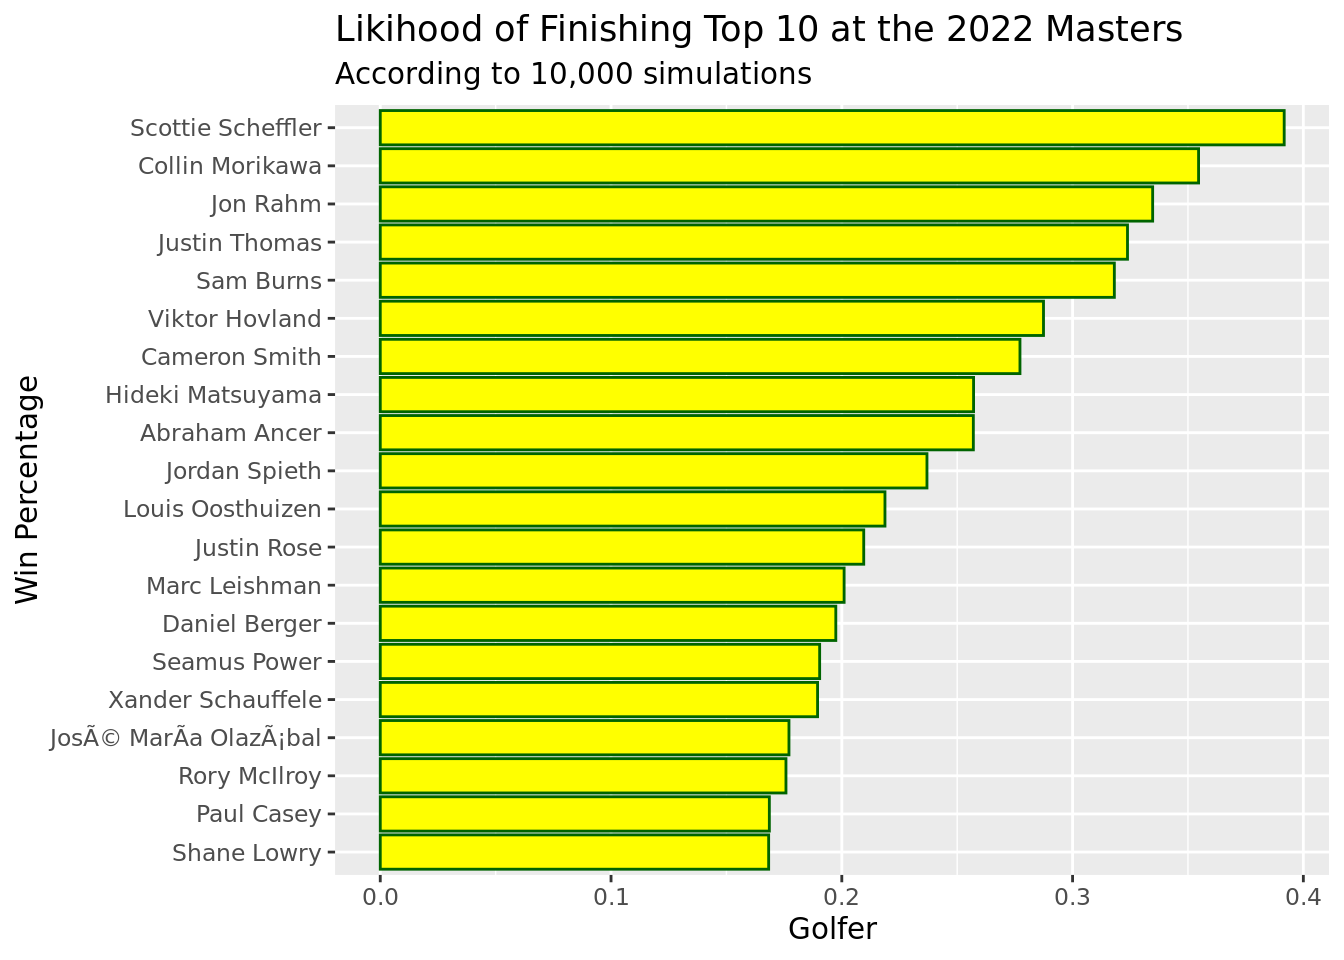 Likihood of Finishing Top 10 at the 2022 Masters
According to 10,000 simulations
Win Percentage
Scottie Scheffler
Collin Morikawa
Jon Rahm
Justin Thomas
Sam Burns
Viktor Hovland
Cameron Smith
Hideki Matsuyama
Abraham Ancer
Jordan Spieth
Louis Oosthuizen
Justin Rose
Marc Leishman
Daniel Berger
Seamus Power
Xander Schauffele
JosÃ© MarÃa OlazÃ¡bal
Rory McIlroy
Paul Casey
Shane Lowry
0.0 0.1 0.2 0.3 0.4
Golfer